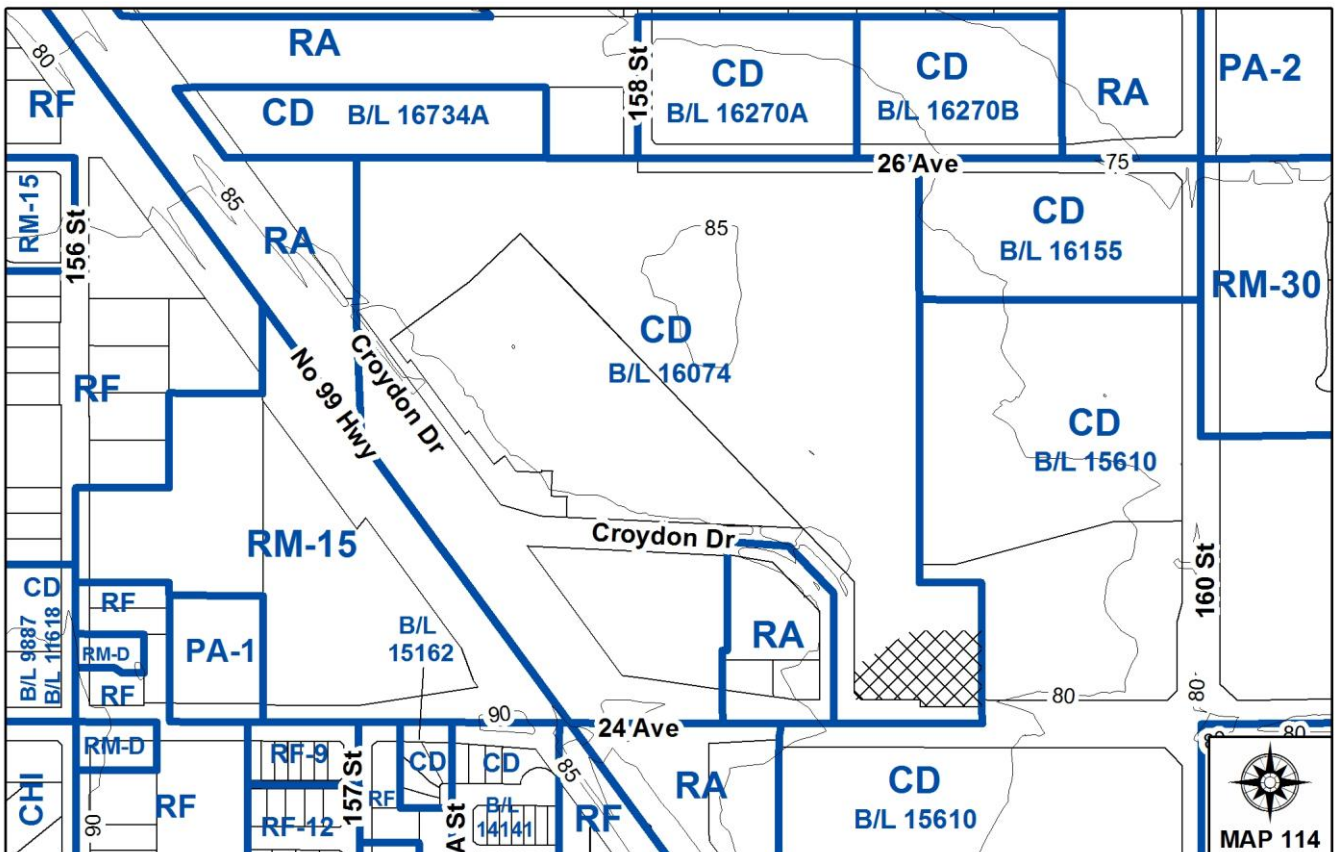 80
RA
158 St
CD
B/L 16270A
CD
B/L 16270B
RA
PA-2
RF
CD B/L 16734A
26 Ave
75
RM-15
156 St
85
RA
85
CD
B/L 16155
RM-30
CD
B/L 16074
RF
No 99 Hwy
Croydon Dr
CD
B/L 15610
RM-15
Croydon Dr
160 St
CD
B/L 9887
B/L 11618
RF
RM-D
RF
PA-1
B/L
15162
RA
80
80
90
24 Ave
80
RM-D
CHI
90
RF
RF-9
RF-12
157 St
RF
CD
A St
CD
B/L
14141
85
RF
RA
CD
B/L 15610
MAP 114